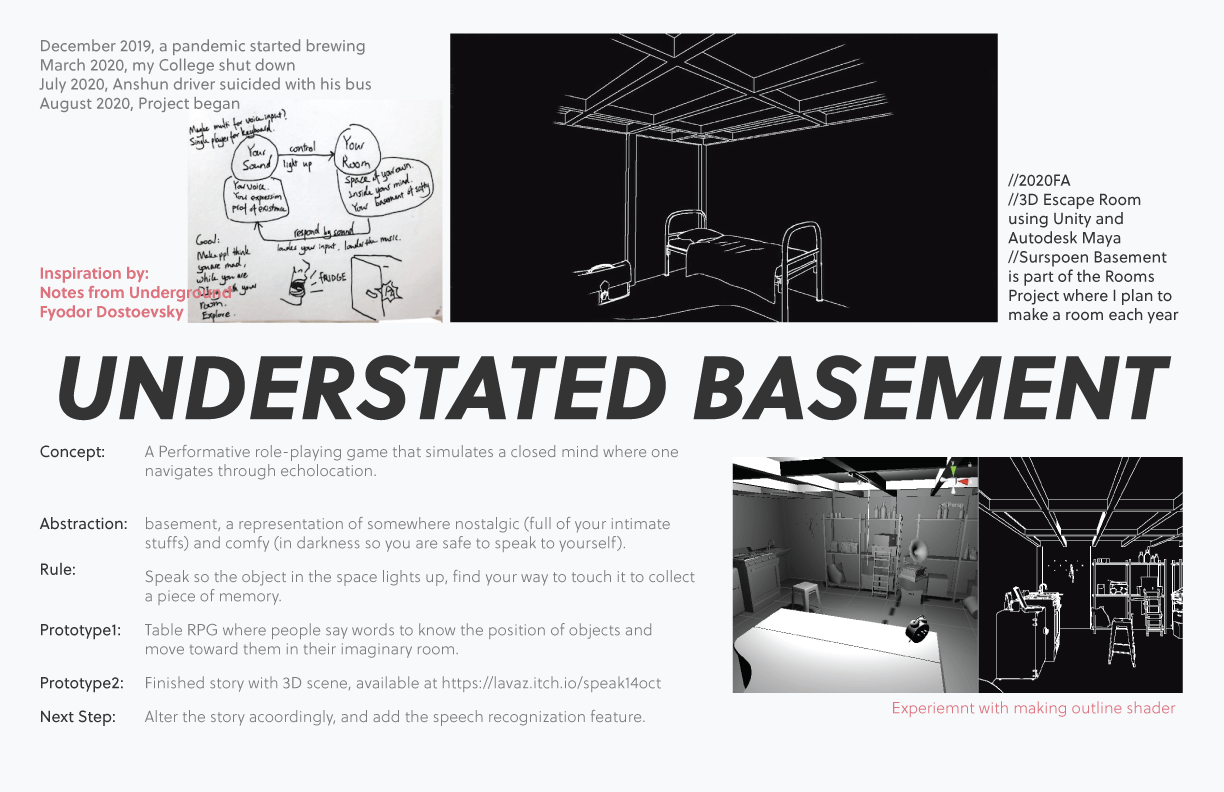 December 2019, a pandemic started brewing
March 2020, my College shut down
July 2020, Anshun driver suicided with his bus
August 2020, Project began
Maybe multi for voice input?
Single player for keyboard.
Your
Sound
control
light up
Your
Room
Your voice.
Your expression
proof of existence
Space of your own.
Inside your mind.
Your basement of safty
respond by sound
louder your input, louder the music.
Goal:
Make ppl think
you are mad,
while you are
with your
room.
Explore.
FRIDGE
Inspiration by:
Notes from Underground
Fyodor Dostoevsky
//2020FA
//3D Escape Room
using Unity and
Autodesk Maya
//Surspoen Basement
is part of the Rooms
Project where I plan to
make a room each year
UNDERSTATED BASEMENT
Concept: A Performative role-playing game that simulates a closed mind where one
navigates through echolocation.
Abstraction: basement, a representation of somewhere nostalgic (full of your intimate
stuffs) and comfy (in darkness so you are safe to speak to yourself).
Rule: Speak so the object in the space lights up, find your way to touch it to collect
a piece of memory.
Prototype1: Table RPG where people say words to know the position of objects and
move toward them in their imaginary room.
Prototype2: Finished story with 3D scene, available at https://lavaz.itch.io/speak14oct
Next Step: Alter the story acoordingly, and add the speech recognization feature.
Persp
Experiemnt with making outline shader